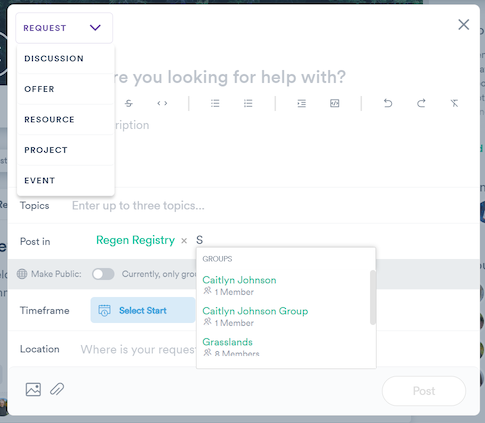 REQUEST
DISCUSSION
OFFER
RESOURCE
PROJECT
EVENT
re you looking for help with?
ription
Topics Enter up to three topics...
Post in Regen Registry × S
GROUPS
Caitlyn Johnson
1 Member
Caitlyn Johnson Group
1 Member
Grasslands
8 Members
Make Public: Currently, only grou
Timeframe Select Start
Location Where is your reques
Post